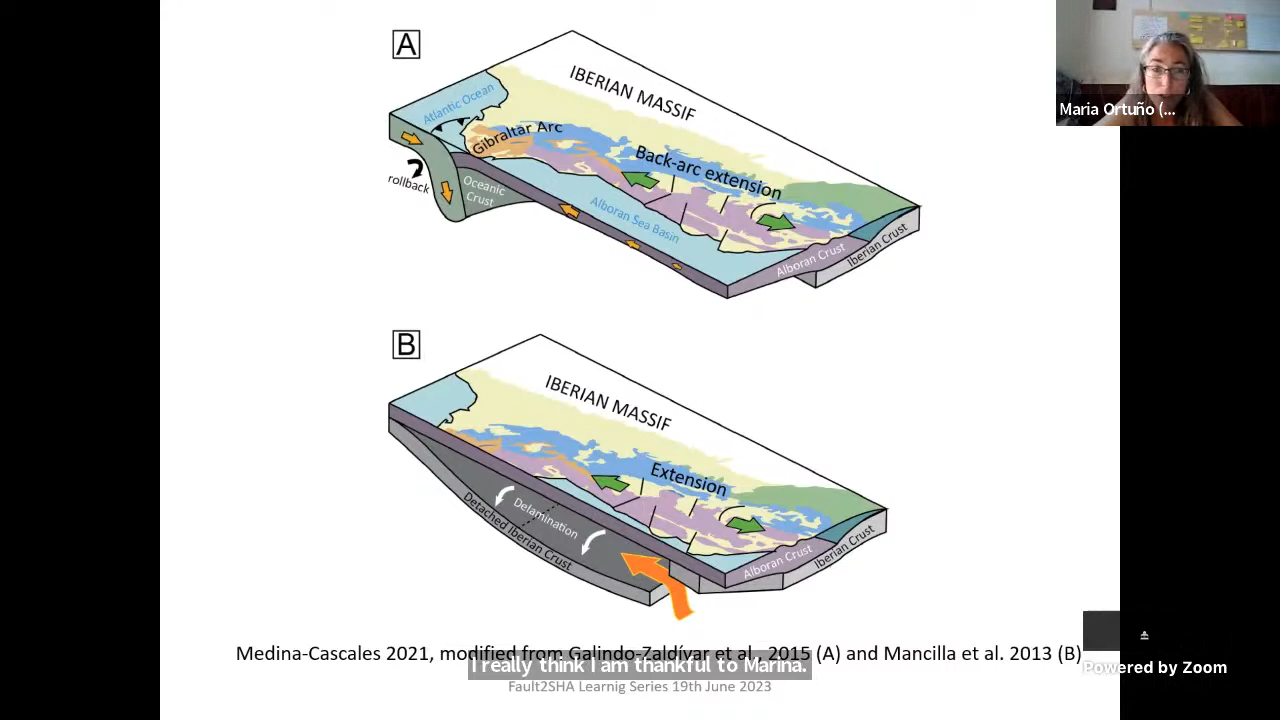 A
IBERIAN MASSIF
Atlantic Ocean
Gibraltar Arc
Back-arc extension
rollback
Oceanic
Crust
Alboran Sea Basin
Alboran Crust
Iberian Crust
Maria Ortuño (...
B
IBERIAN MASSIF
Extension
Delamination
Detached Iberian Crust
Alboran Crust
Iberian Crust
Medina-Cascales 2021, modified from Galindo-Zaldívar et al., 2015 (A) and Mancilla et al. 2013 (B)
I really think I am thankful to Marina.
Powered by Zoom
Fault2SHA Learnig Series 19th June 2023